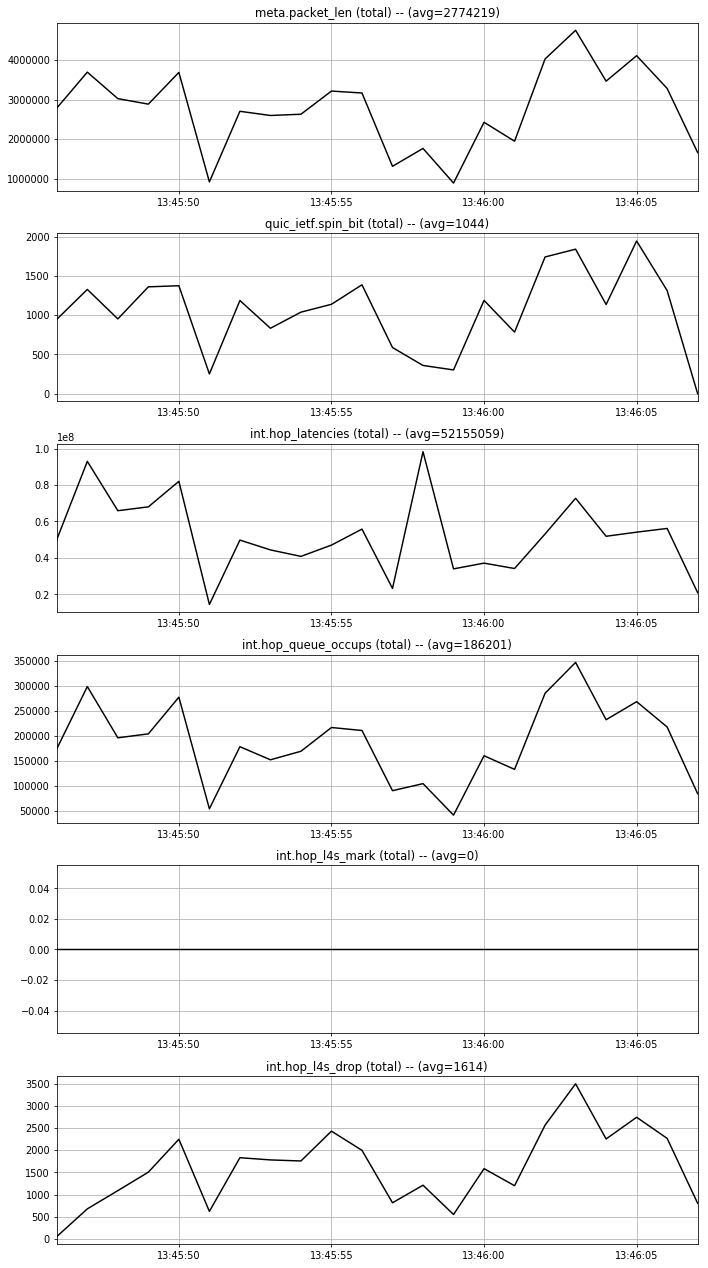 meta.packet_len (total) -- (avg=2774219)
4000000
3000000
2000000
1000000
13:45:50 13:45:55 13:46:00 13:46:05
quic_ietf.spin_bit (total) -- (avg=1044)
2000
1500
1000
500
0
13:45:50 13:45:55 13:46:00 13:46:05
int.hop_latencies (total) -- (avg=52155059)
1e8
1.0
0.8
0.6
0.4
0.2
13:45:50 13:45:55 13:46:00 13:46:05
int.hop_queue_occups (total) -- (avg=186201)
350000
300000
250000
200000
150000
100000
50000
13:45:50 13:45:55 13:46:00 13:46:05
int.hop_l4s_mark (total) -- (avg=0)
0.04
0.02
0.00
−0.02
−0.04
13:45:50 13:45:55 13:46:00 13:46:05
int.hop_l4s_drop (total) -- (avg=1614)
3500
3000
2500
2000
1500
1000
500
0
13:45:50 13:45:55 13:46:00 13:46:05